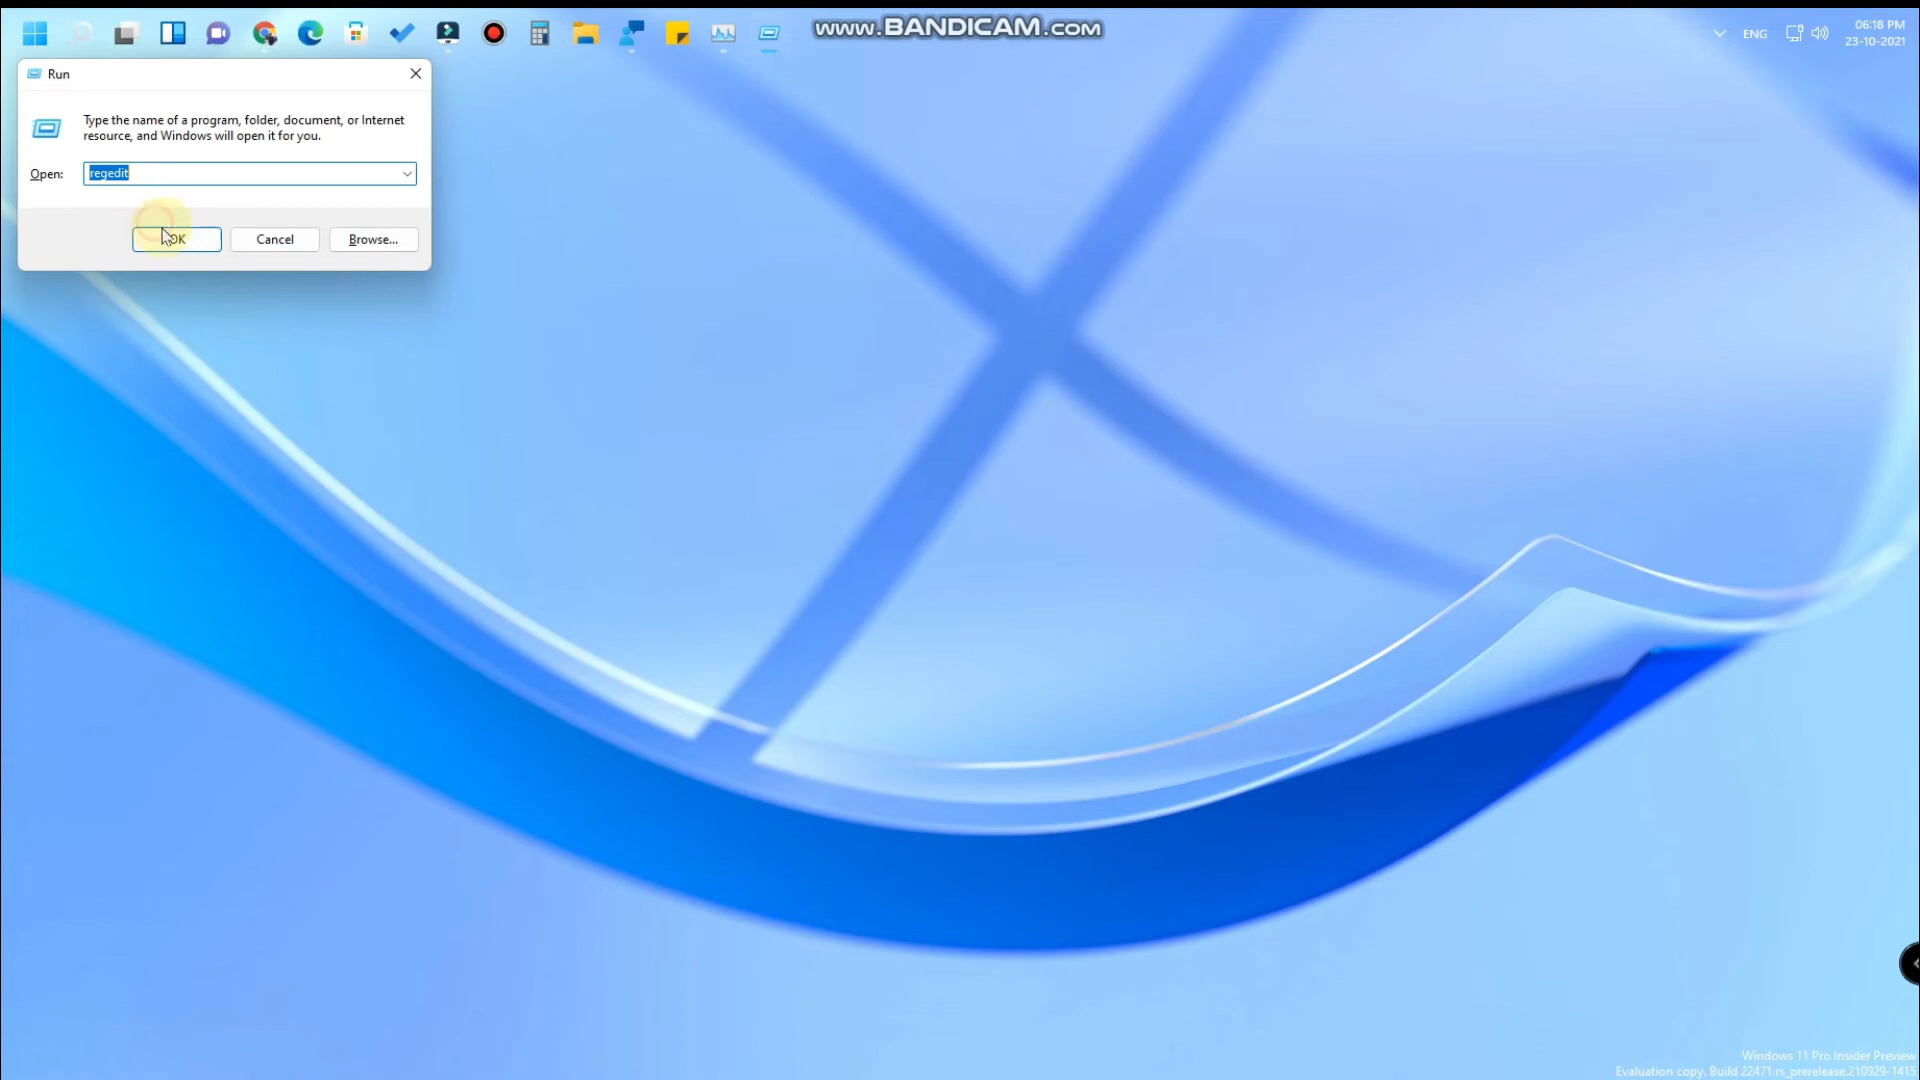 www.BANDICAM.com
ENG
06:18 PM
23-10-2021
Run
Type the name of a program, folder, document, or Internet
resource, and Windows will open it for you.
Open:
regedit
OK
Cancel
Browse...
Windows 11 Pro Insider Preview
Evaluation copy. Build 22471.rs_prerelease.210929-1415